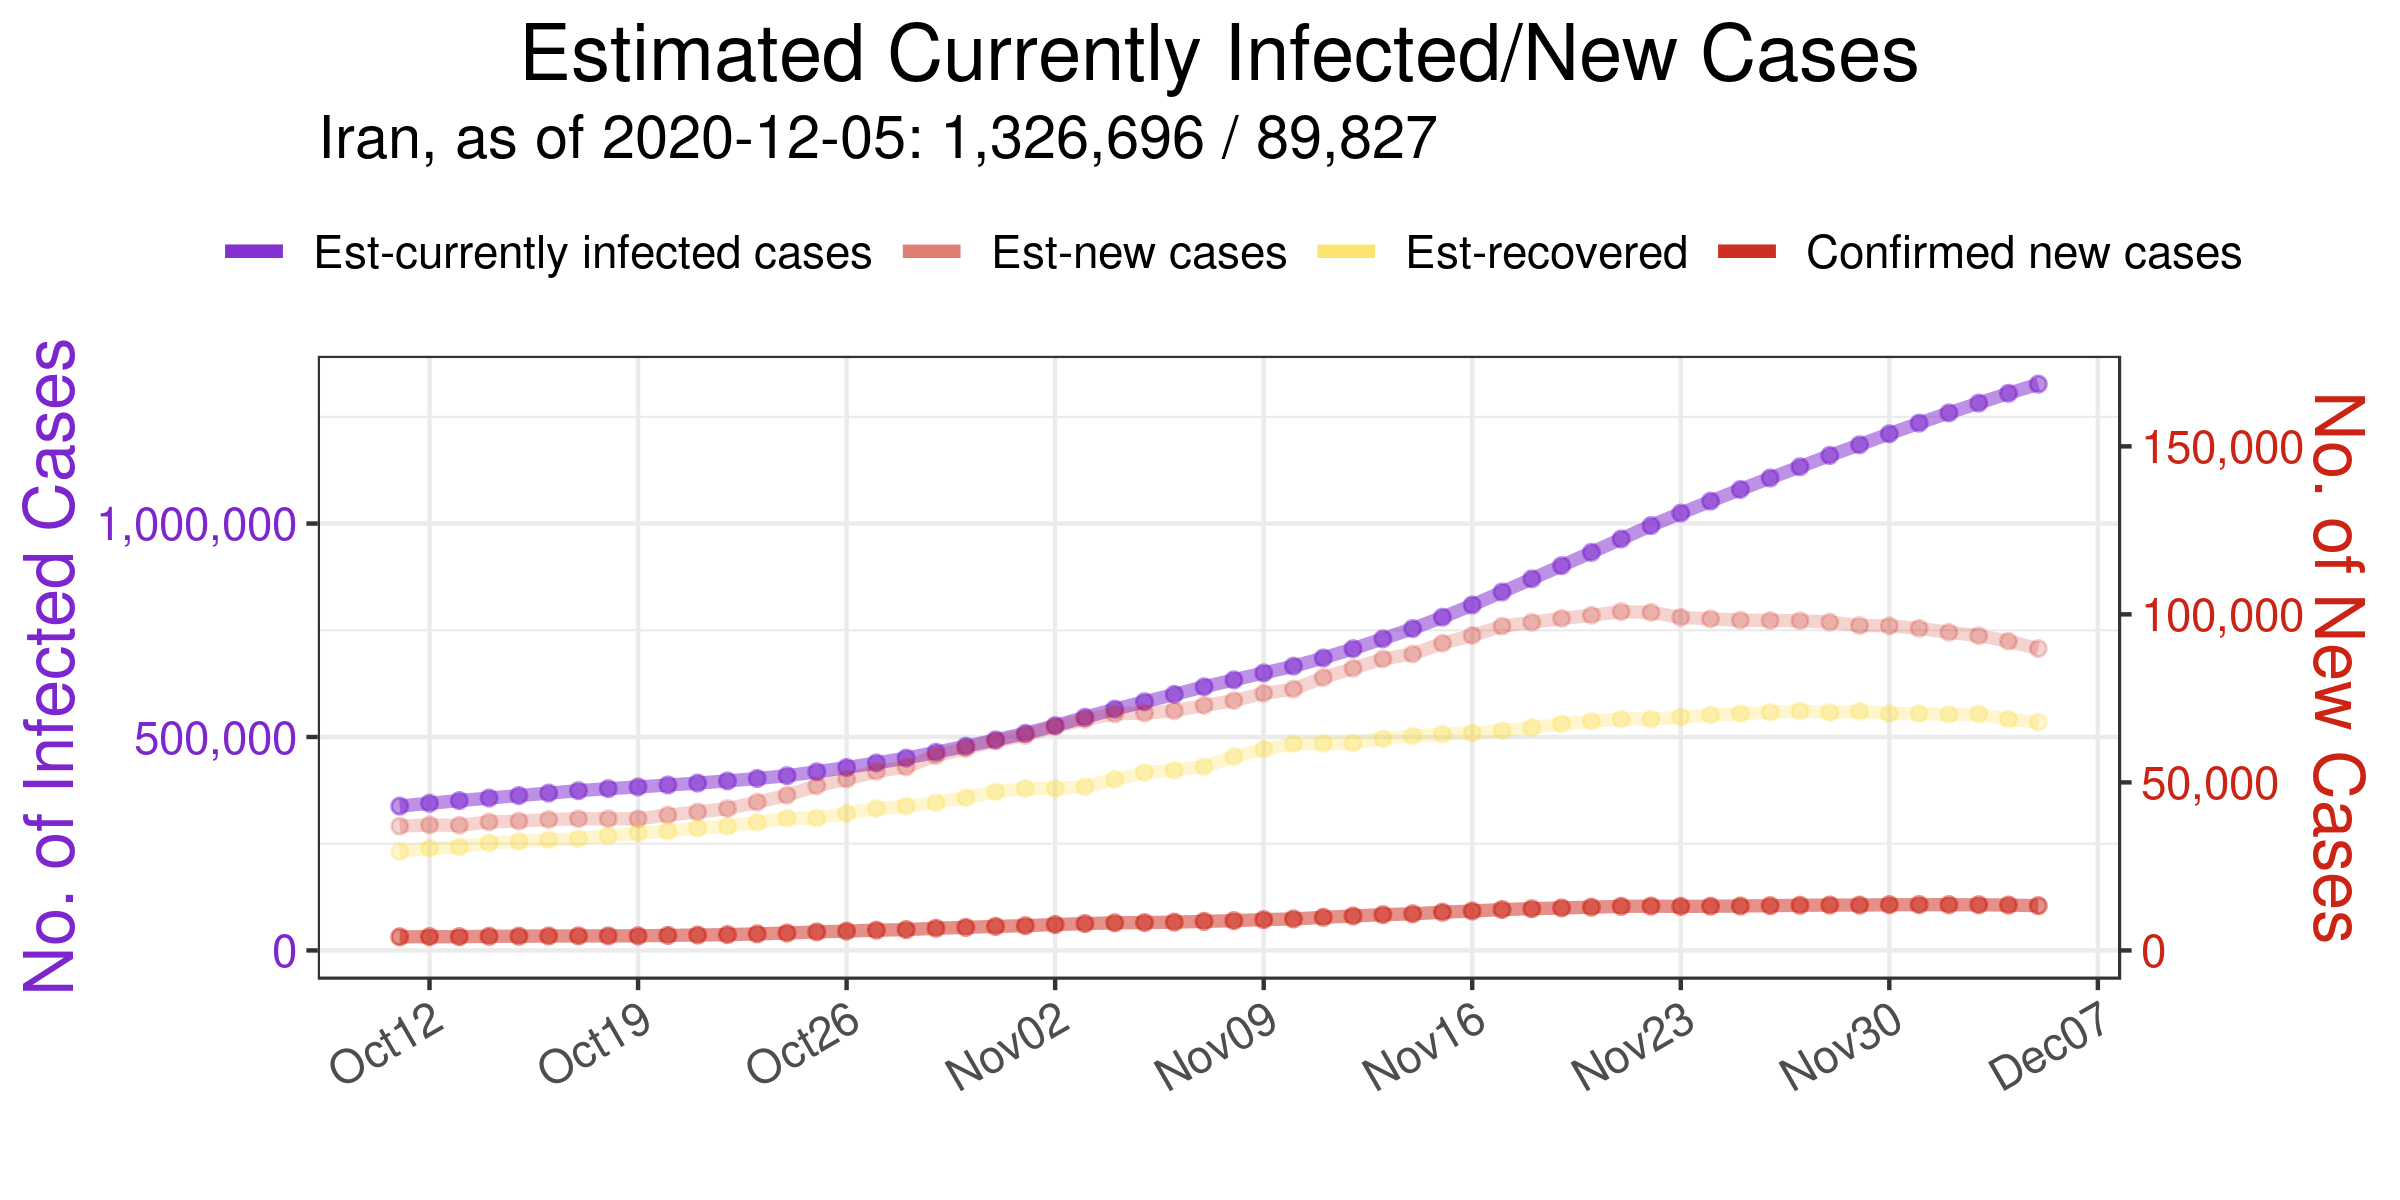 Estimated Currently Infected/New Cases
Iran, as of 2020-12-05: 1,326,696 / 89,827
Est-currently infected cases Est-new cases Est-recovered Confirmed new cases
No. of Infected Cases
1,000,000
500,000
0
150,000
100,000
50,000
0
No. of New Cases
Oct12 Oct19 Oct26 Nov02 Nov09 Nov16 Nov23 Nov30 Dec07